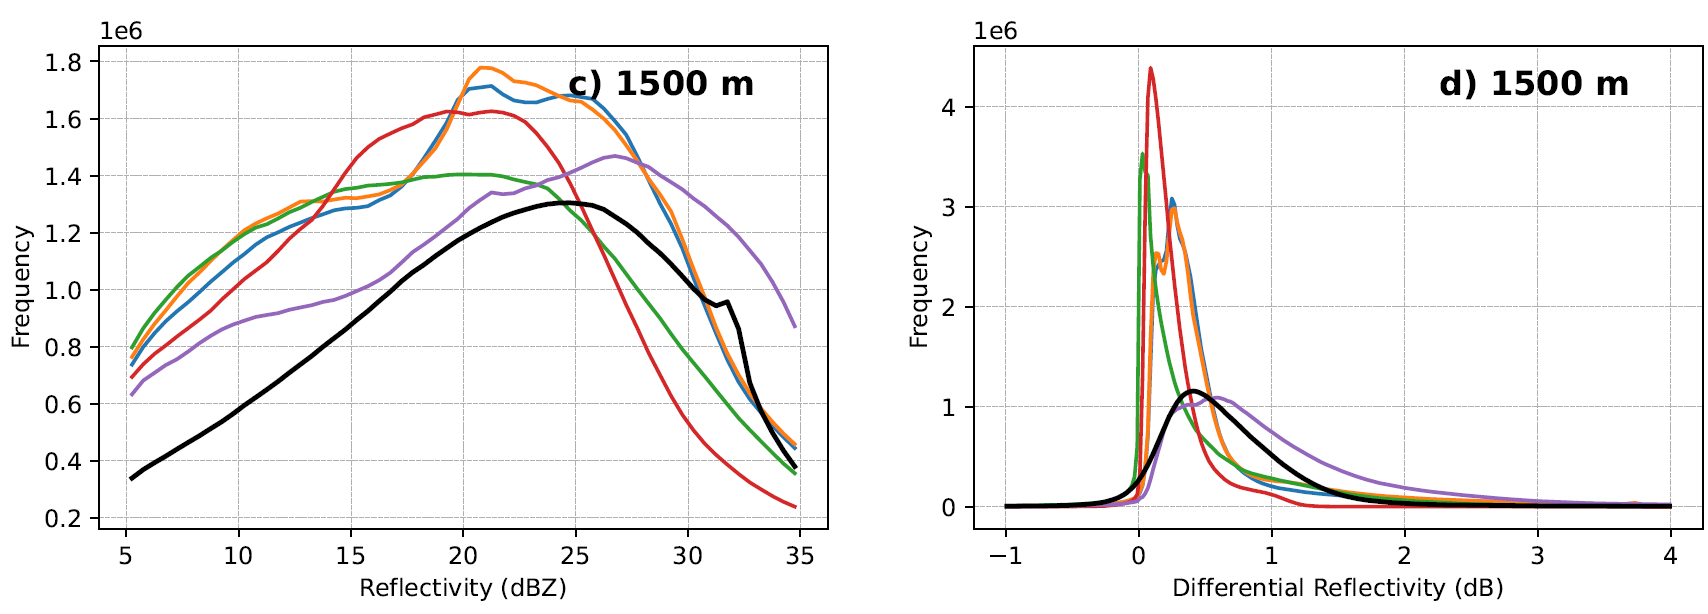 1e6
c) 1500 m
1.8
1.6
1.4
1.2
1.0
0.8
0.6
0.4
0.2
Frequency
5 10 15 20 25 30 35
Reflectivity (dBZ)
1e6
d) 1500 m
4
3
2
1
0
Frequency
−1 0 1 2 3 4
Differential Reflectivity (dB)